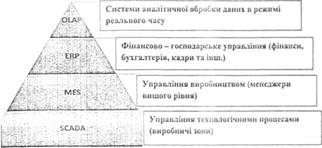 OLAP
Системи аналітичної обробки даних в режимі
реального часу
ERP
Фінансово – господарське управління (фінанси,
бухгалтерія, кадри та інш.)
MES
Управління виробництвом (менеджери
вищого рівня)
SCADA
Управління технологічними процесами
(виробничі зони)